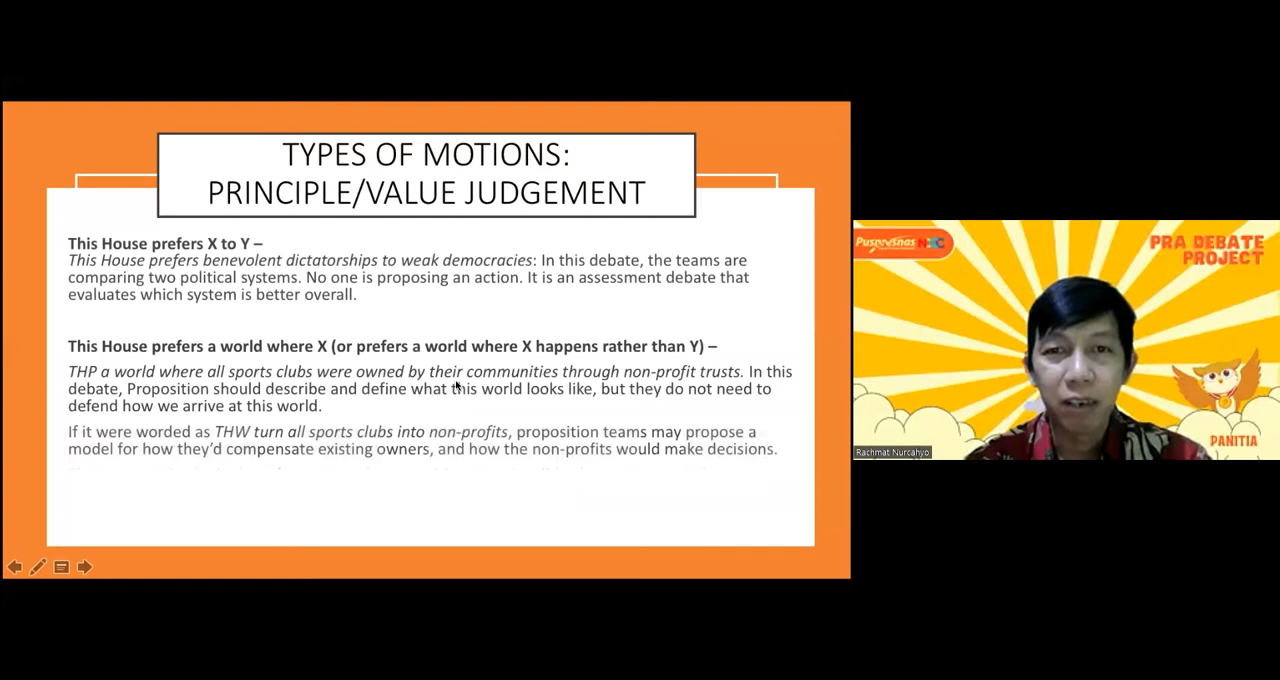 TYPES OF MOTIONS:
PRINCIPLE/VALUE JUDGEMENT
This House prefers X to Y –
This House prefers benevolent dictatorships to weak democracies: In this debate, the teams are
comparing two political systems. No one is proposing an action. It is an assessment debate that
evaluates which system is better overall.
This House prefers a world where X (or prefers a world where X happens rather than Y) –
THP a world where all sports clubs were owned by their communities through non-profit trusts. In this
debate, Proposition should describe and define what this world looks like, but they do not need to
defend how we arrive at this world.
If it were worded as THW turn all sports clubs into non-profits, proposition teams may propose a
model for how they'd compensate existing owners, and how the non-profits would make decisions.
Puspresnas
PRA DEBATE
PROJECT
PANITIA
Rachmat Nurcahyo